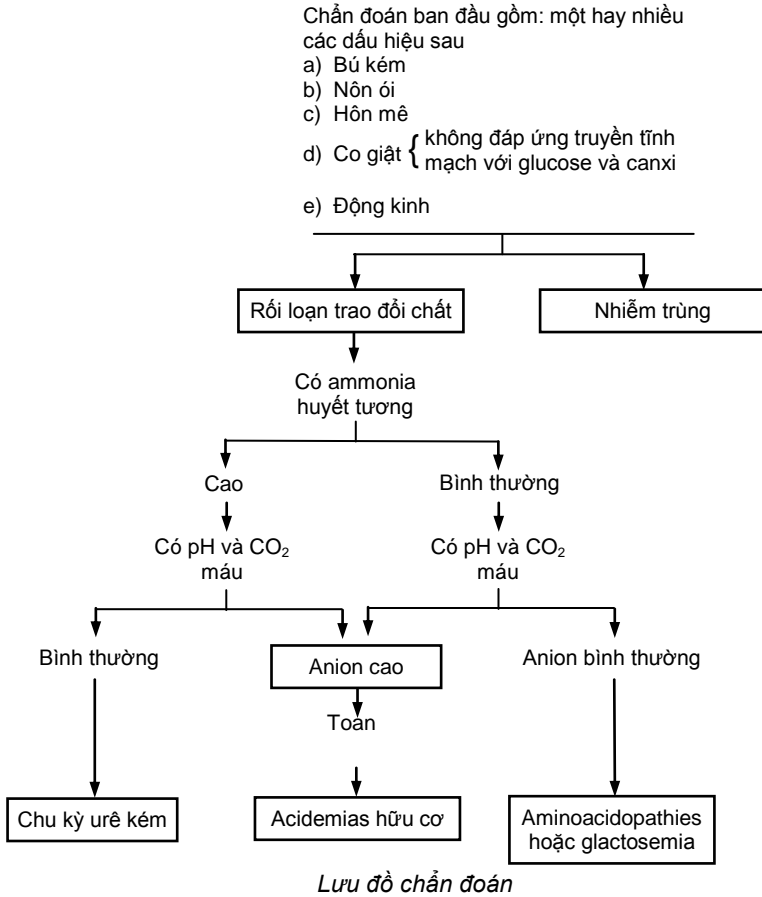 Chẩn đoán ban đầu gồm: một hay nhiều
các dấu hiệu sau
a) Bú kém
b) Nôn ói
c) Hôn mê
d) Co giật { không đáp ứng truyền tĩnh
mạch với glucose và canxi
e) Động kinh
Rối loạn trao đổi chất
Nhiễm trùng
Có ammonia
huyết tương
Cao
Bình thường
Có pH và CO₂
máu
Có pH và CO₂
máu
Bình thường
Anion cao
Anion bình thường
Toan
Chu kỳ urê kém
Acidemias hữu cơ
Aminoacidopathies
hoặc glactosemia
Lưu đồ chẩn đoán